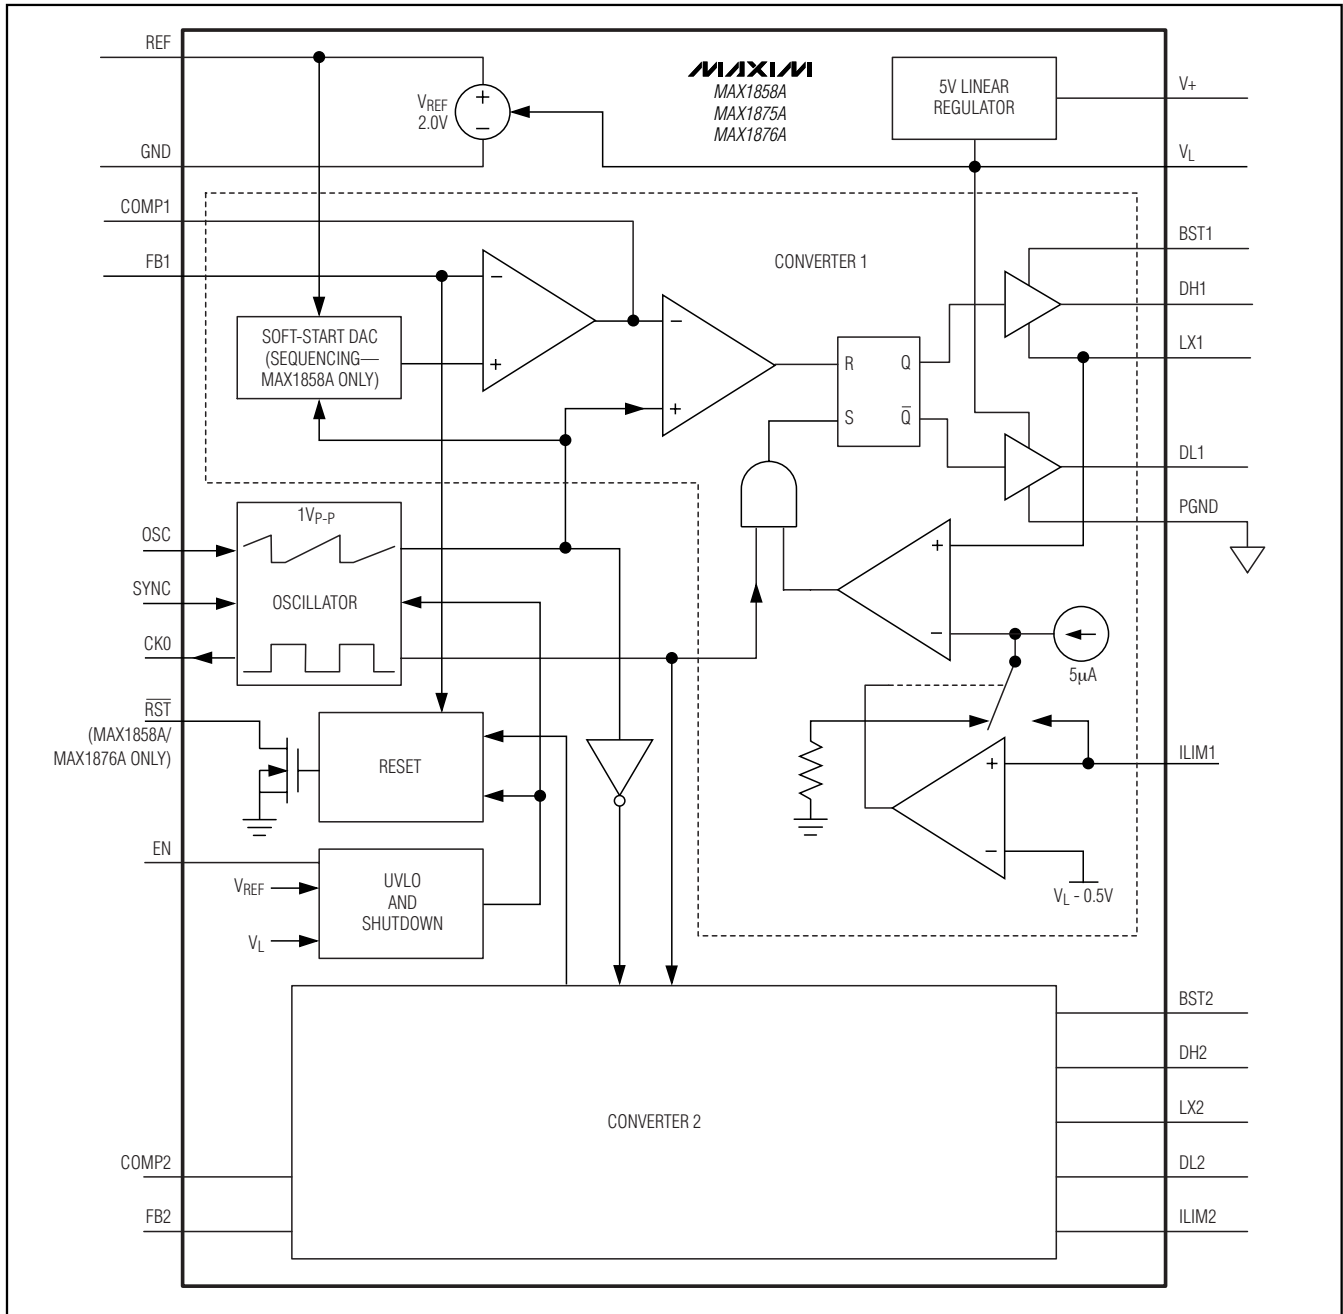 REF
MAXIM
MAX1858A
MAX1875A
MAX1876A
5V LINEAR
REGULATOR
V+
VREF
2.0V
+
−
GND
VL
COMP1
CONVERTER 1
BST1
FB1
−
DH1
SOFT-START DAC
(SEQUENCING—
MAX1858A ONLY)
+
−
+
R
Q
S
Q̅
LX1
DL1
PGND
1VP-P
OSC
SYNC
OSCILLATOR
CK0
+
−
5µA
R̅S̅T̅
(MAX1858A/
MAX1876A ONLY)
RESET
+
−
ILIM1
VL - 0.5V
EN
VREF
VL
UVLO
AND
SHUTDOWN
BST2
DH2
CONVERTER 2
LX2
COMP2
DL2
FB2
ILIM2